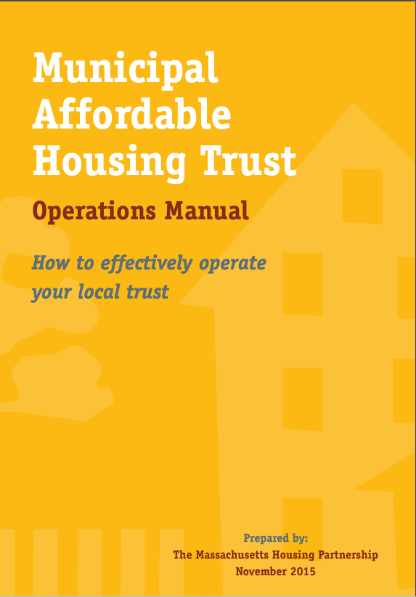 Municipal
Affordable
Housing Trust
Operations Manual
How to effectively operate
your local trust
Prepared by:
The Massachusetts Housing Partnership
November 2015